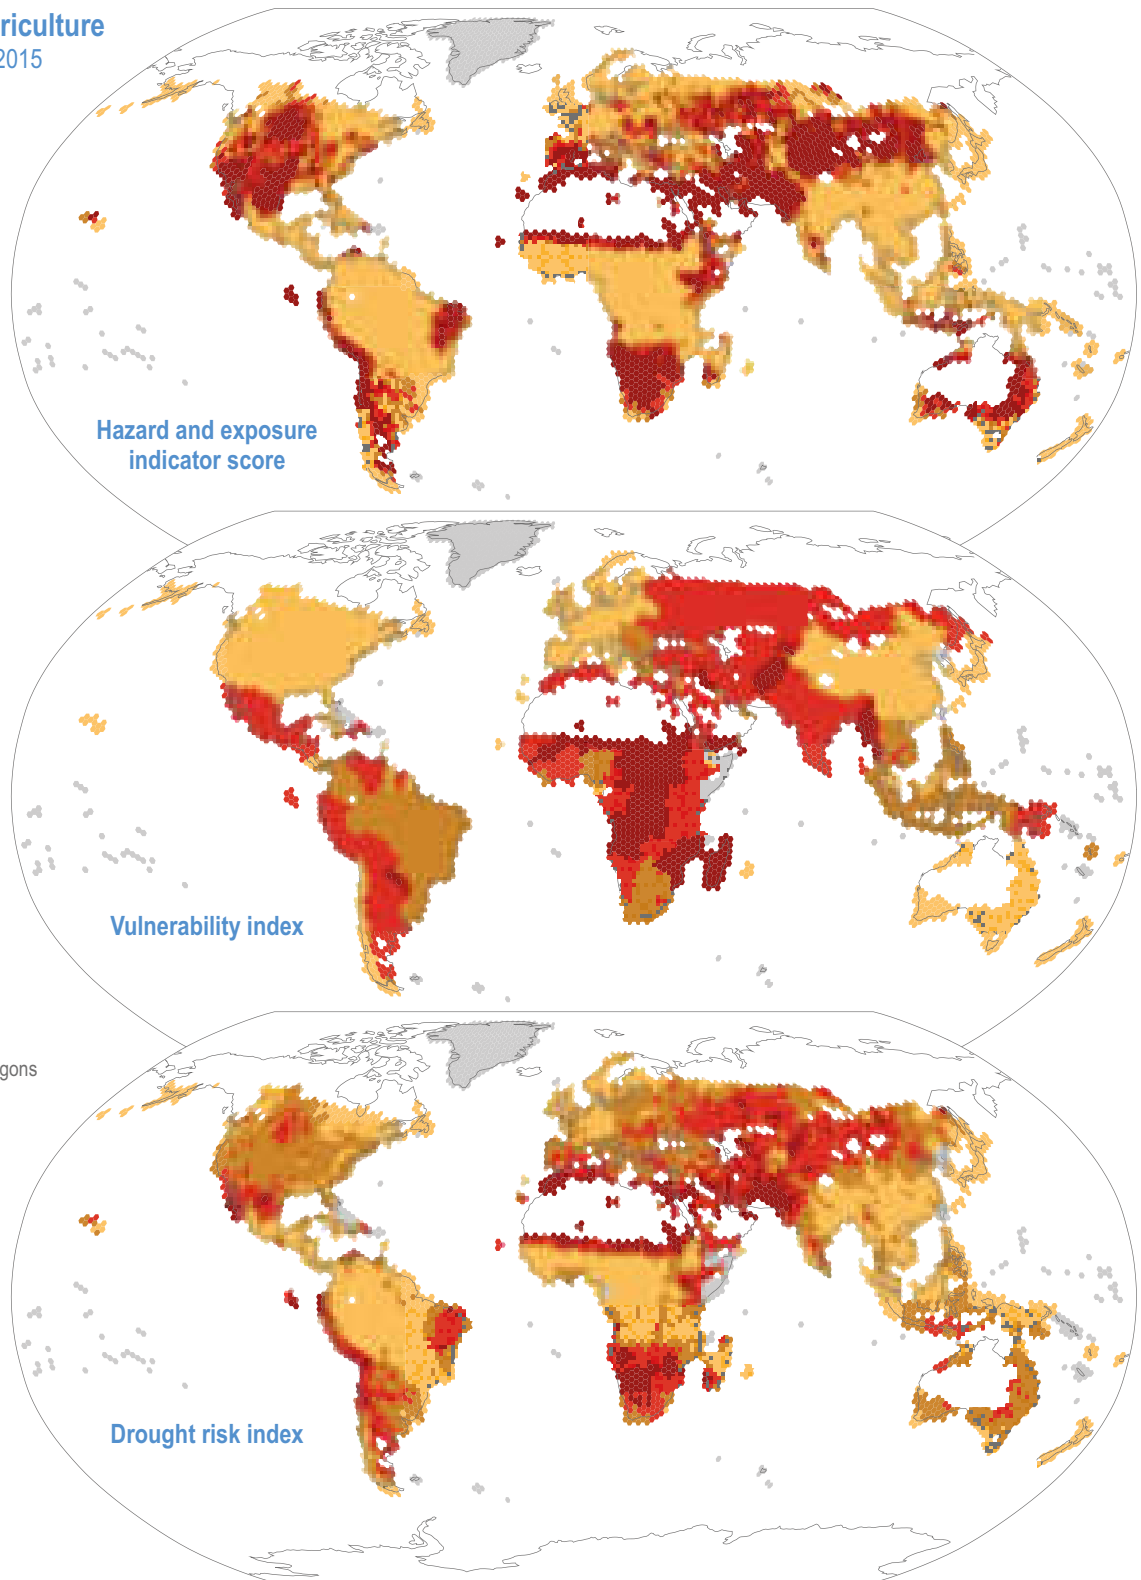 riculture
2015
Hazard and exposure
indicator score
Vulnerability index
gons
Drought risk index